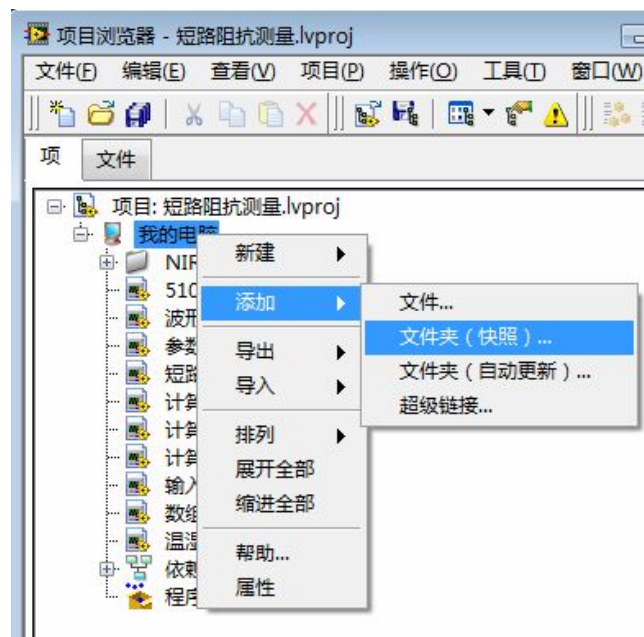 项目浏览器 - 短路阻抗测量.lvproj
文件(F) 编辑(E) 查看(V) 项目(P) 操作(O) 工具(T) 窗口(W)
项 文件
项目: 短路阻抗测量.lvproj
我的电脑
新建
添加
导出
导入
排列
展开全部
缩进全部
帮助...
属性
文件...
文件夹（快照）...
文件夹（自动更新）...
超级链接...
NIF
510
波形
参数
短路
计算
计算
计算
输入
数组
温湿
依赖
程序